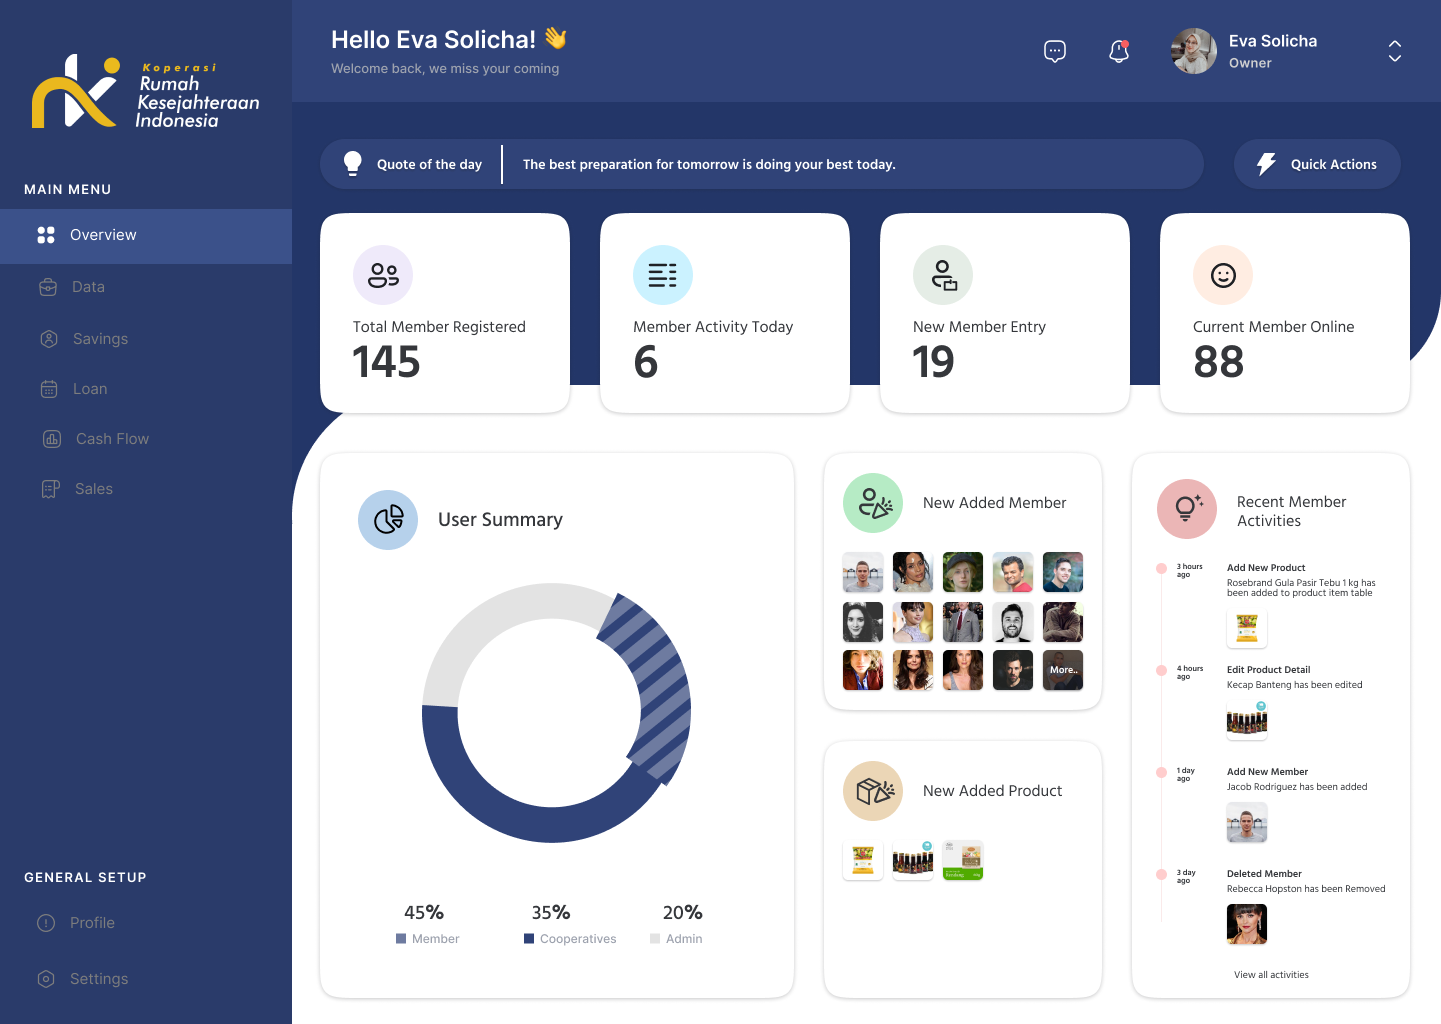 Koperasi
Rumah
Kesejahteraan
Indonesia
MAIN MENU
Overview
Data
Savings
Loan
Cash Flow
Sales
GENERAL SETUP
Profile
Settings
Hello Eva Solicha! 👋
Welcome back, we miss your coming
Eva Solicha
Owner
Quote of the day
The best preparation for tomorrow is doing your best today.
Quick Actions
Total Member Registered
145
Member Activity Today
6
New Member Entry
19
Current Member Online
88
User Summary
45%
Member
35%
Cooperatives
20%
Admin
New Added Member
More..
New Added Product
Recent Member
Activities
3 hours
ago
Add New Product
Rosebrand Gula Pasir Tebu 1 kg has
been added to product item table
4 hours
ago
Edit Product Detail
Kecap Banteng has been edited
1 day
ago
Add New Member
Jacob Rodriguez has been added
3 day
ago
Deleted Member
Rebecca Hopston has been Removed
View all activities